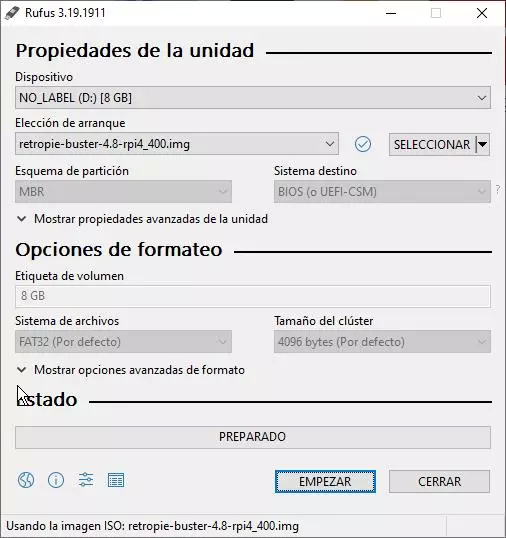 Rufus 3.19.1911
Propiedades de la unidad
Dispositivo
NO_LABEL (D:) [8 GB]
Elección de arranque
retropie-buster-4.8-rpi4_400.img
SELECCIONAR
Esquema de partición
Sistema destino
MBR
BIOS (o UEFI-CSM)
?
Mostrar propiedades avanzadas de la unidad
Opciones de formateo
Etiqueta de volumen
8 GB
Sistema de archivos
Tamaño del clúster
FAT32 (Por defecto)
4096 bytes (Por defecto)
Mostrar opciones avanzadas de formato
Estado
PREPARADO
EMPEZAR
CERRAR
Usando la imagen ISO: retropie-buster-4.8-rpi4_400.img